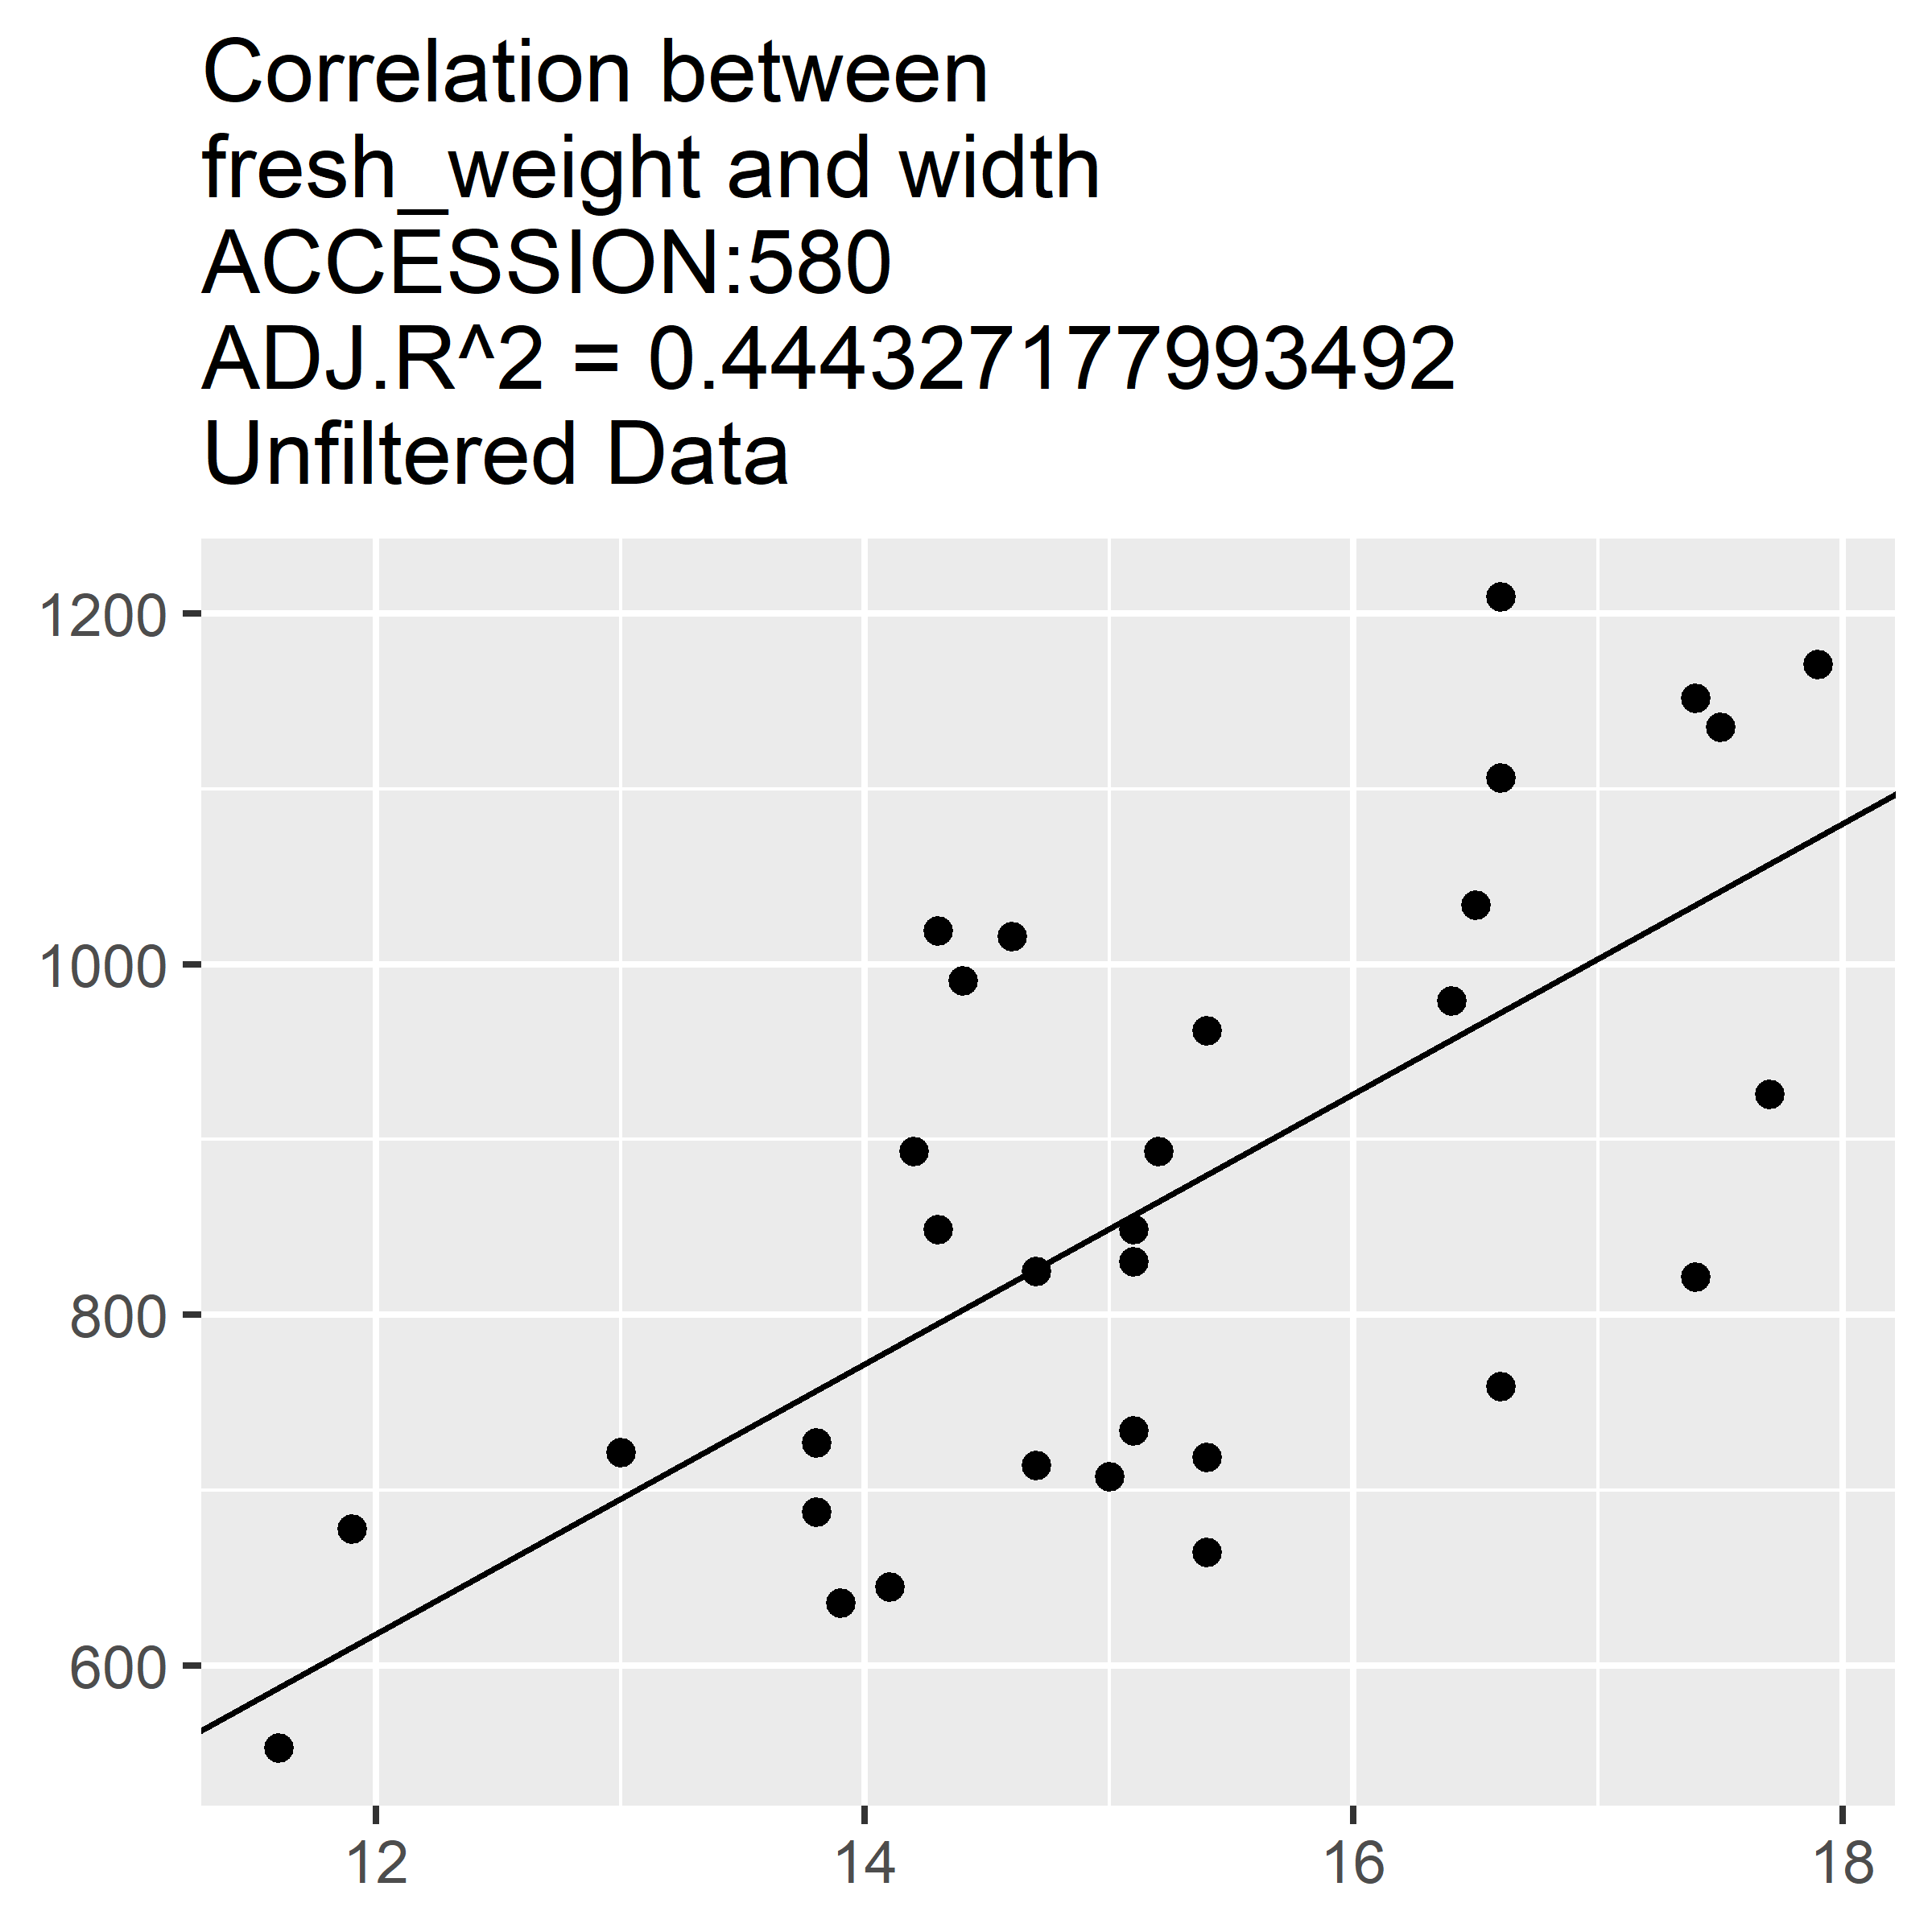 Correlation between
fresh_weight and width
ACCESSION:580
ADJ.R^2 = 0.444327177993492
Unfiltered Data
1200
1000
800
600
12 14 16 18